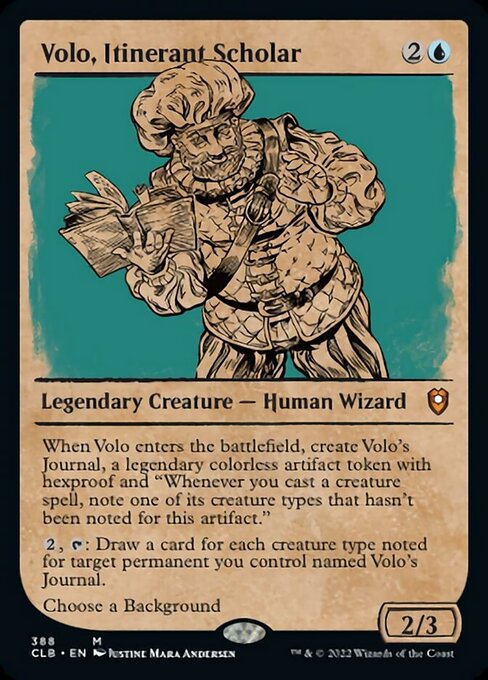 Volo, Itinerant Scholar 2
Legendary Creature — Human Wizard
When Volo enters the battlefield, create Volo's
Journal, a legendary colorless artifact token with
hexproof and “Whenever you cast a creature
spell, note one of its creature types that hasn't
been noted for this artifact.”
2, : Draw a card for each creature type noted
for target permanent you control named Volo's
Journal.
Choose a Background
2/3
388 M
CLB • EN Justine Mara Andersen
™ & © 2022 Wizards of the Coast